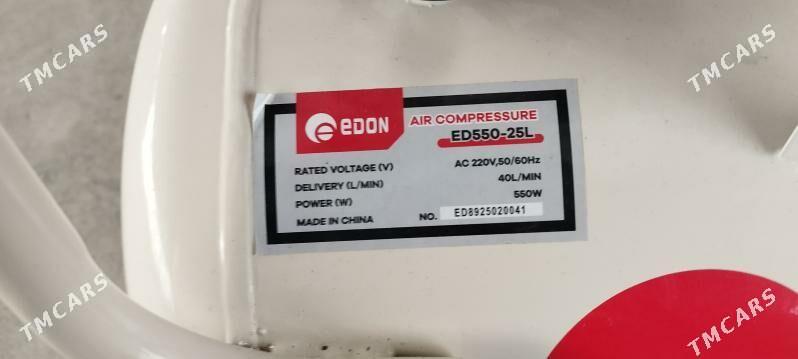 TMCARS
TMCARS
EDON
AIR COMPRESSURE
ED550-25L
RATED VOLTAGE (V) AC 220V,50/60Hz
DELIVERY (L/MIN) 40L/MIN
POWER (W) 550W
MADE IN CHINA NO. ED8925020041
TMCARS
TMCARS